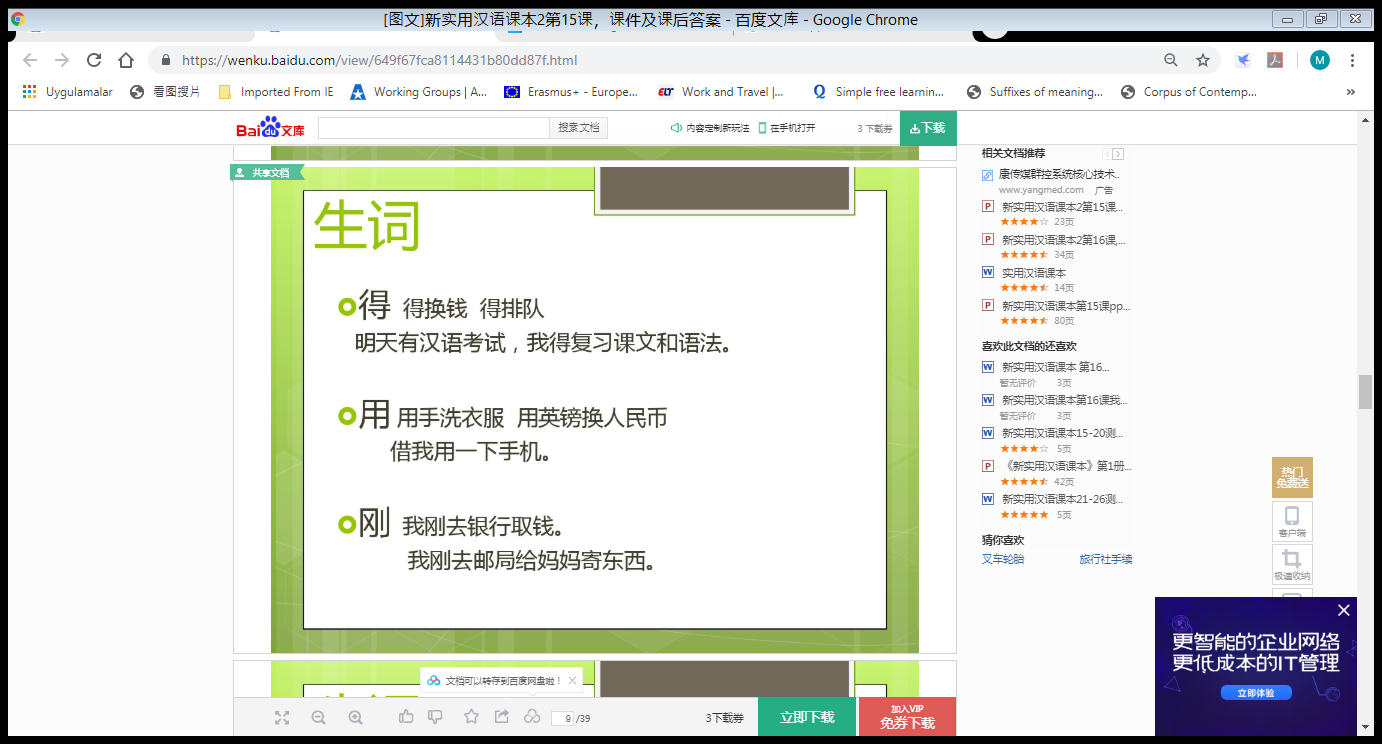 [图文]新实用汉语课本2第15课，课件及课后答案 - 百度文库 - Google Chrome
https://wenku.baidu.com/view/649f67fca8114431b80dd87f.html
M
Uygulamalar
看图搜片
Imported From IE
Working Groups | A...
Erasmus+ - Europe...
ELT Work and Travel |...
Q Simple free learnin...
Suffixes of meaning...
Corpus of Contemp...
»
Bai du 文库
搜索文档
内容定制新玩法
在手机打开
3 下载券
下载
共享文档
生词
得 得换钱 得排队
明天有汉语考试，我得复习课文和语法。
用 用手洗衣服 用英镑换人民币
借我用一下手机。
刚 我刚去银行取钱。
我刚去邮局给妈妈寄东西。
文档可以转存到百度网盘啦！
9 /39
3下载券
立即下载
加入VIP
免券下载
相关文档推荐
康传媒群控系统核心技术..
www.yangmed.com 广告
新实用汉语课本2第15课...
23页
新实用汉语课本2第16课,...
34页
实用汉语课本
14页
新实用汉语课本第15课pp...
80页
喜欢此文档的还喜欢
新实用汉语课本 第16...
暂无评价 3页
新实用汉语课本第16课我...
暂无评价 3页
新实用汉语课本15-20测...
5页
《新实用汉语课本》第1册...
42页
新实用汉语课本21-26测...
5页
猜你喜欢
叉车轮胎 旅行社手续
热门
免费送
客户端
极速收纳
更智能的企业网络
更低成本的IT管理
立即体验